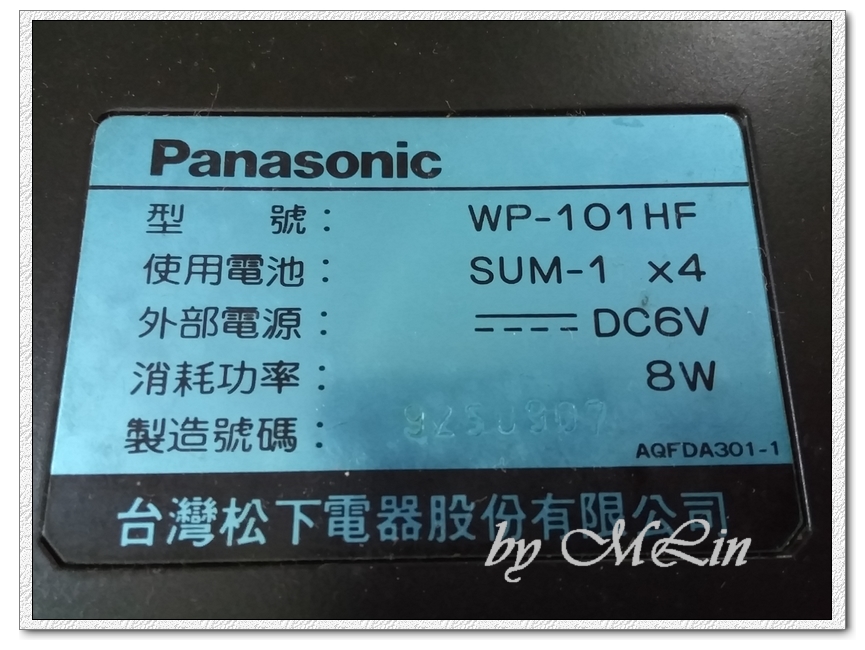 Panasonic
型 號： WP-101HF
使用電池： SUM-1 x4
外部電源： DC6V
消耗功率： 8W
製造號碼：
AQFDA301-1
台灣松下電器股份有限公司
by MLin